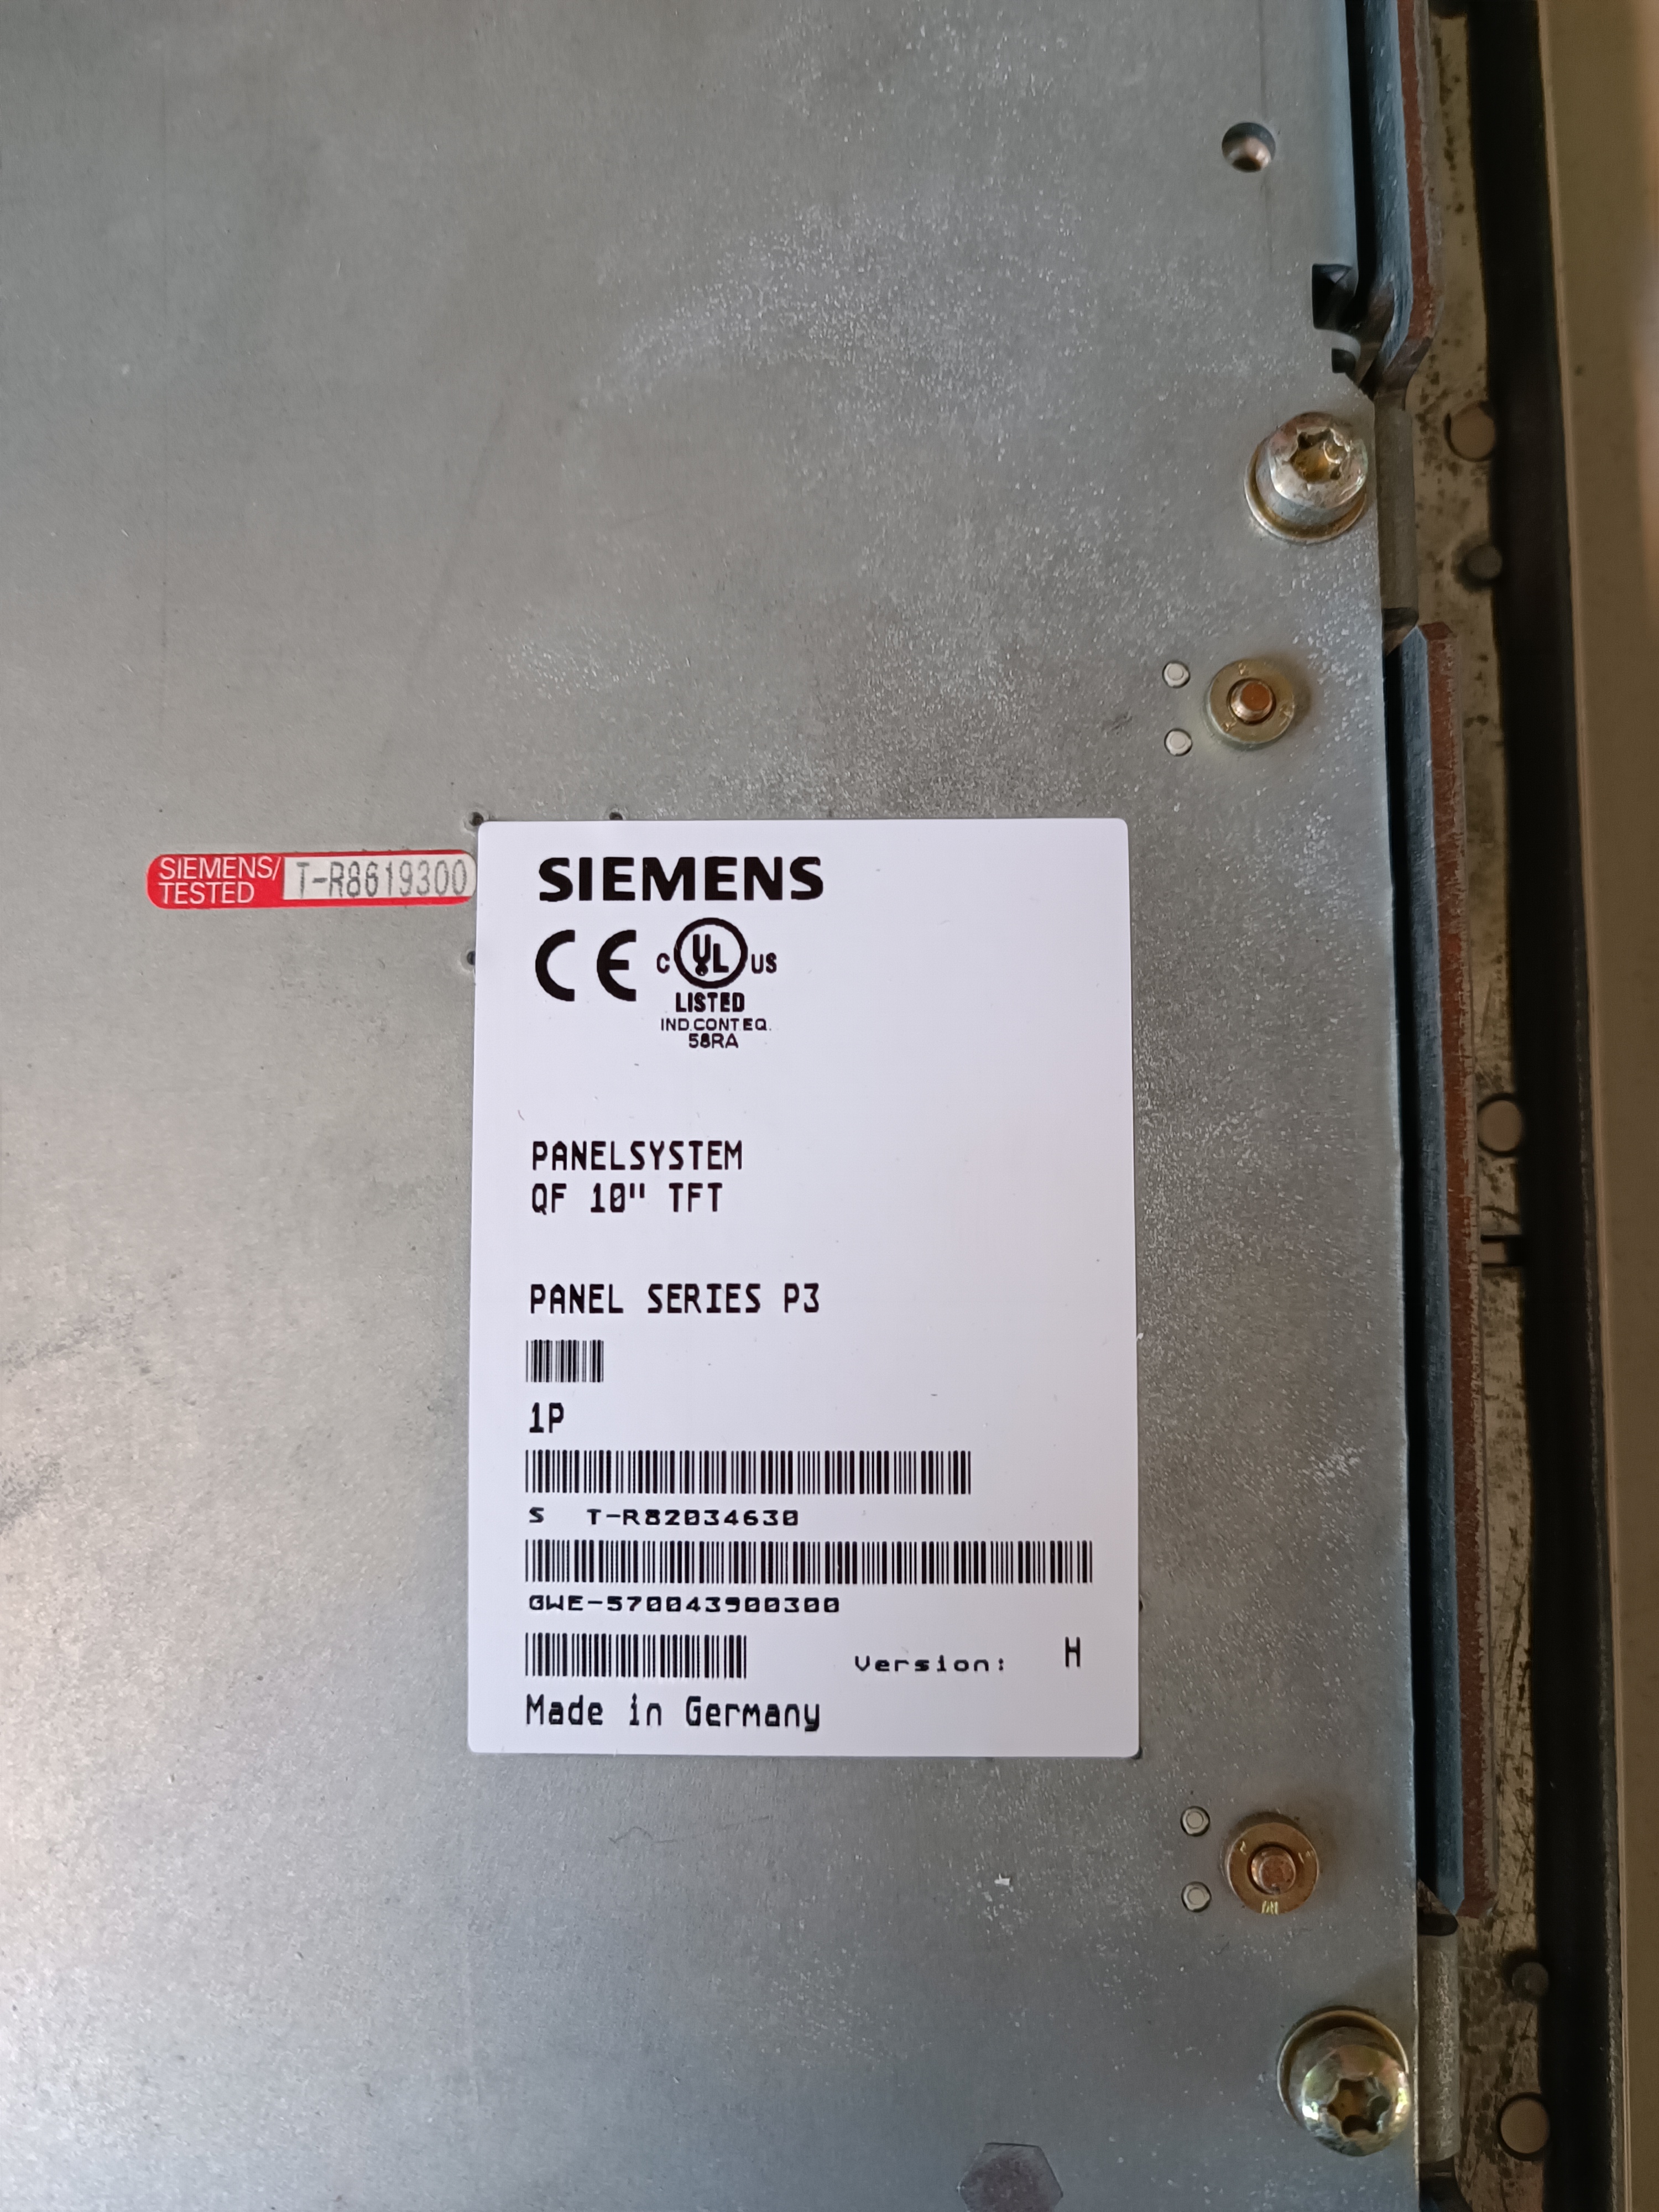 SIEMENS/
TESTED
T-R8619300
SIEMENS
CE
C UL US
LISTED
IND.CONT EQ.
58RA
PANELSYSTEM
QF 10" TFT
PANEL SERIES P3
1P
S T-R82034630
GWE-570043900300
Version: H
Made in Germany